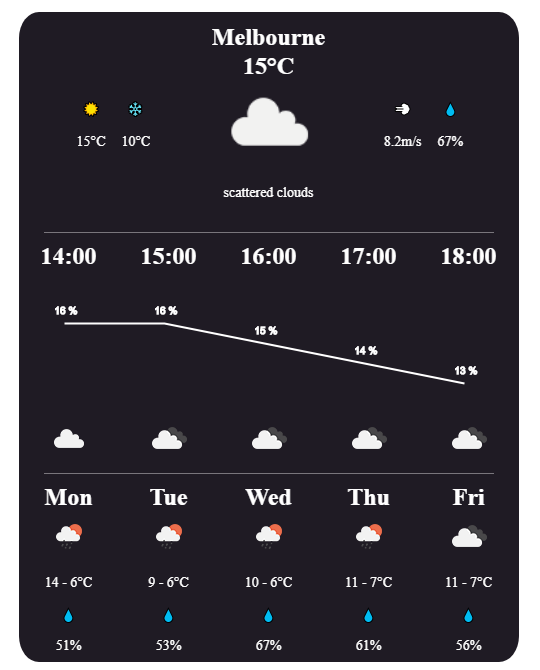 Melbourne
15°C
15°C 10°C 8.2m/s 67%
scattered clouds
14:00 15:00 16:00 17:00 18:00
16 % 16 % 15 % 14 % 13 %
Mon Tue Wed Thu Fri
14 - 6°C 9 - 6°C 10 - 6°C 11 - 7°C 11 - 7°C
51% 53% 67% 61% 56%